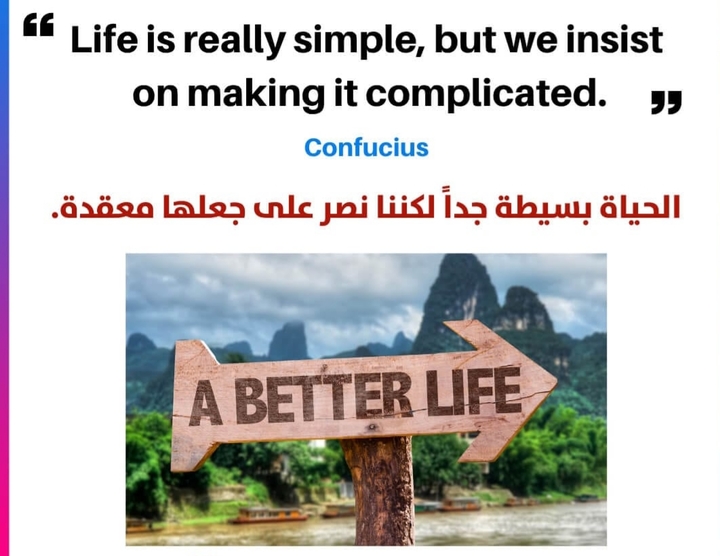 “ Life is really simple, but we insist
on making it complicated. ”
Confucius
الحياة بسيطة جداً لكننا نصر على جعلها معقدة.
A BETTER LIFE